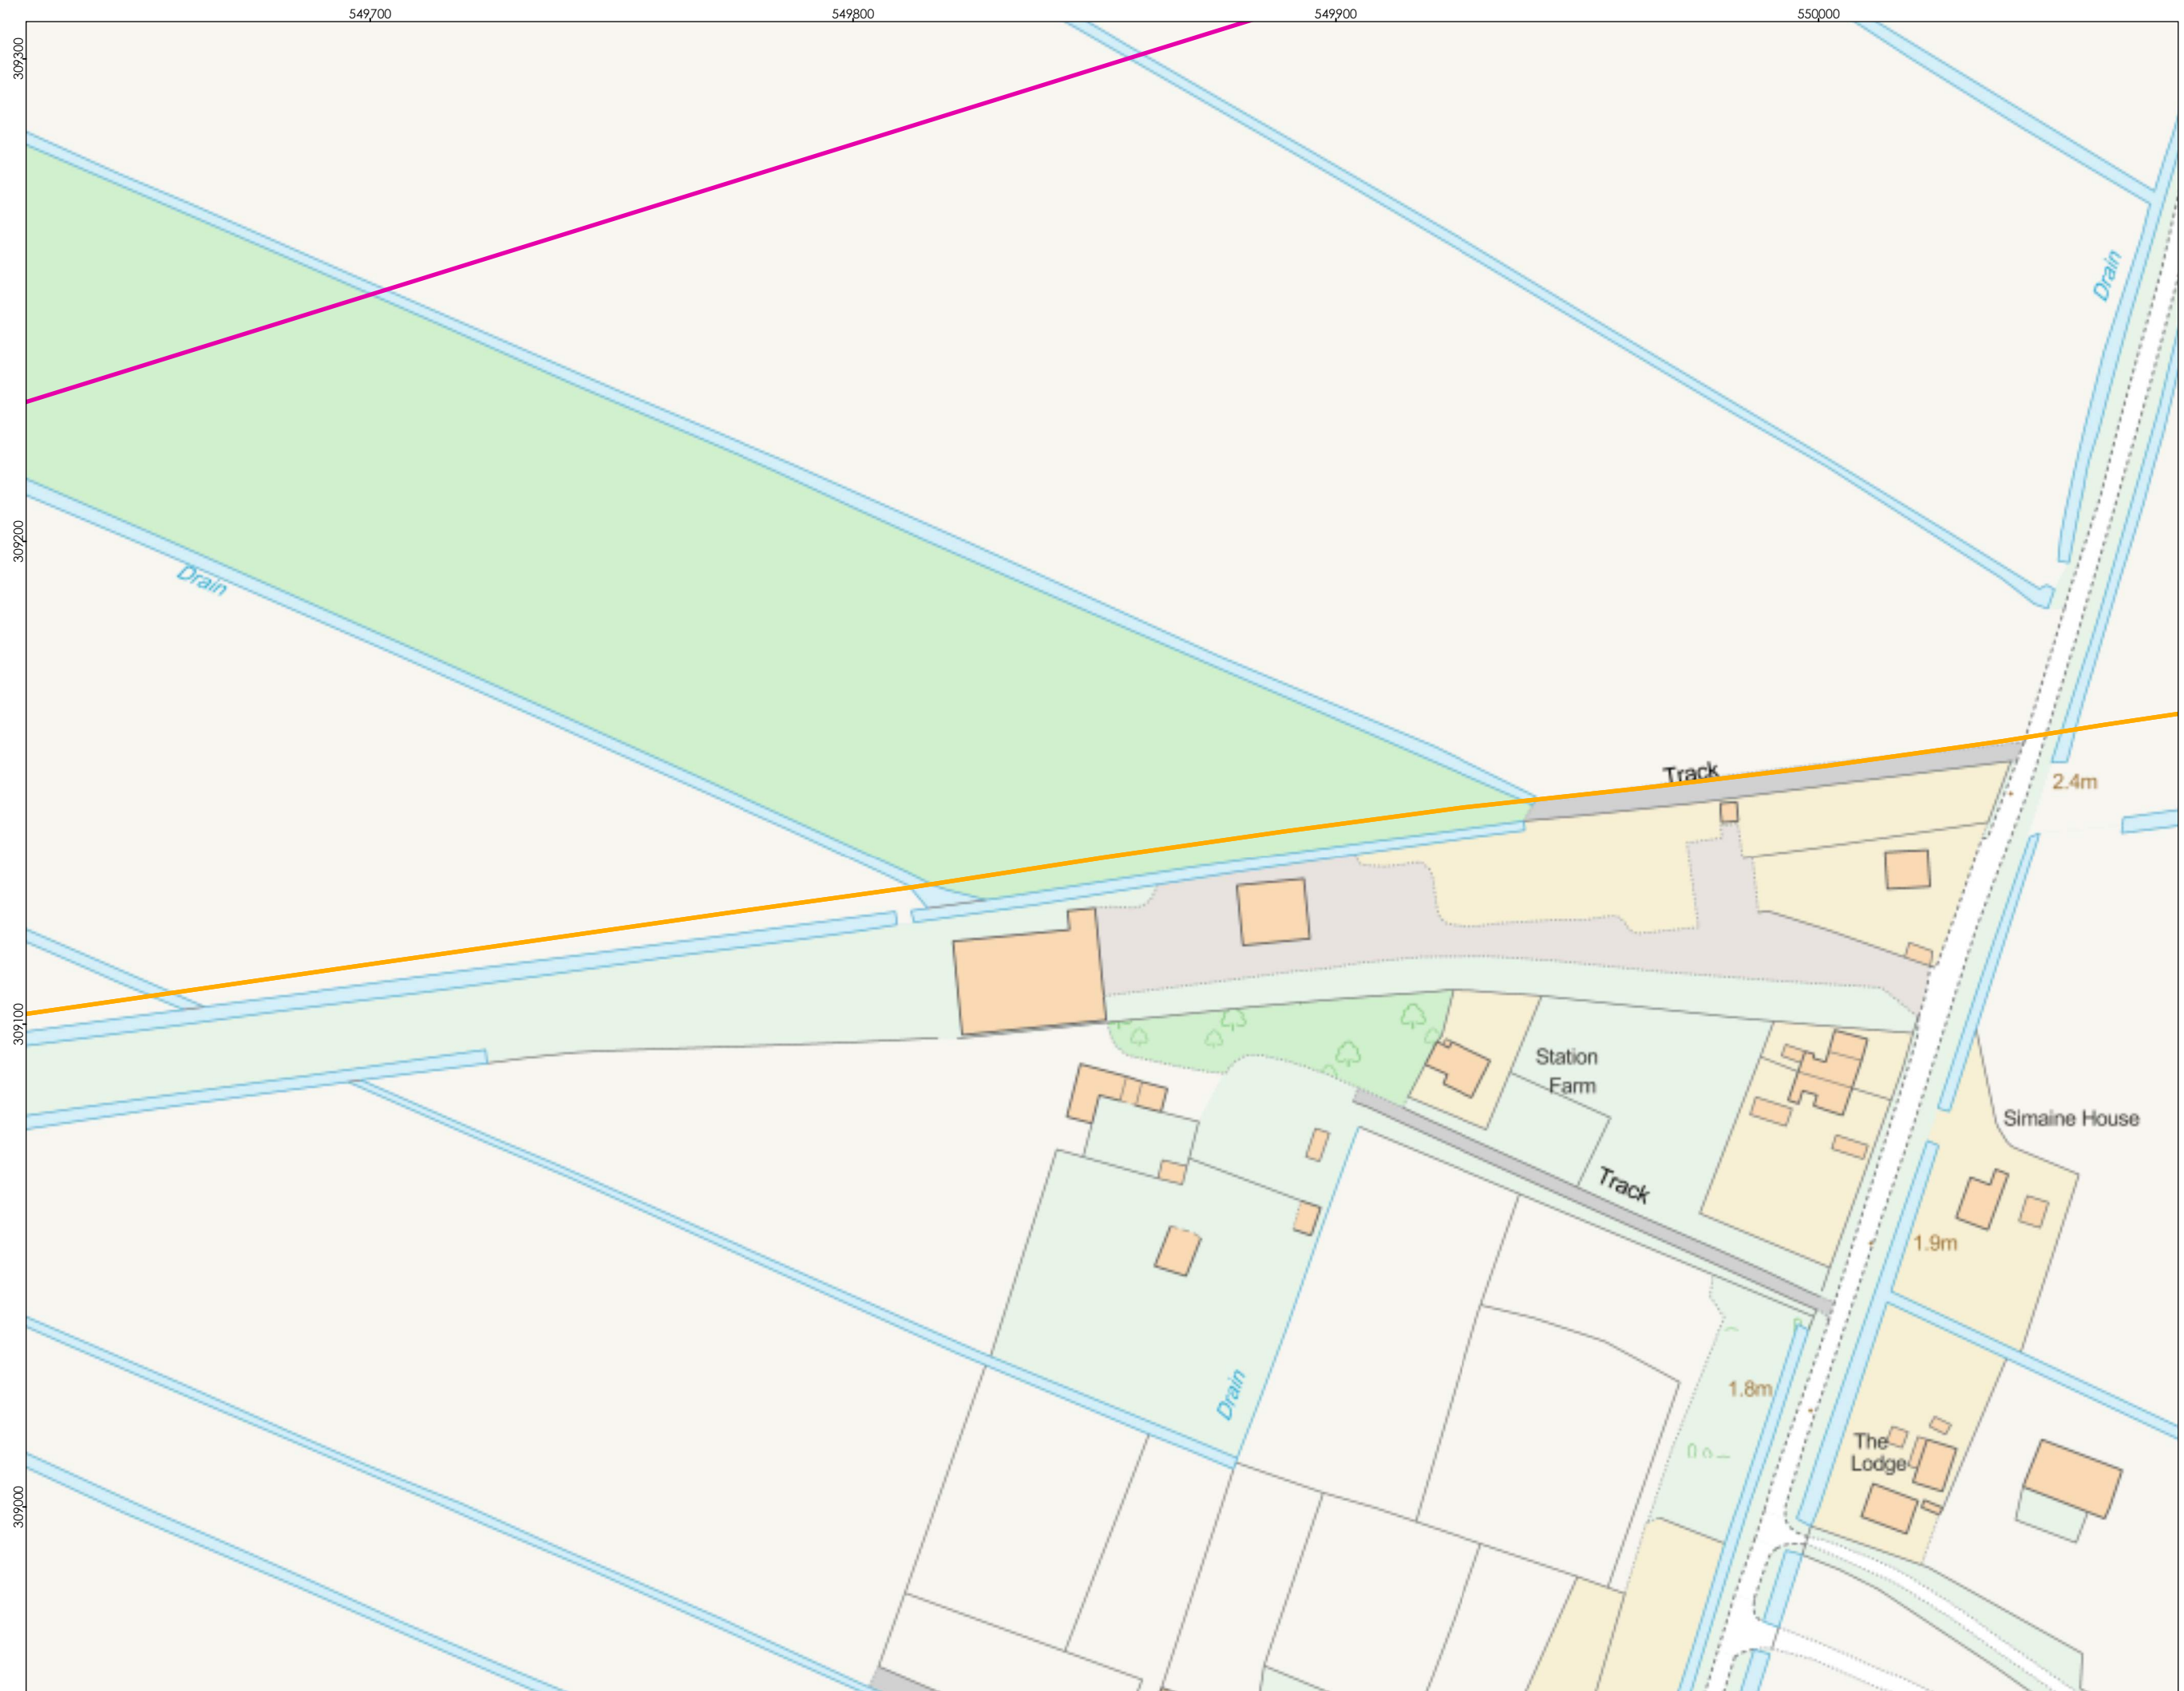 549700
549800
549900
550000
309300
Drain
309200
Drain
Track
2.4m
309100
Station
Farm
Simaine House
Track
1.9m
Drain
1.8m
The
Lodge
309000